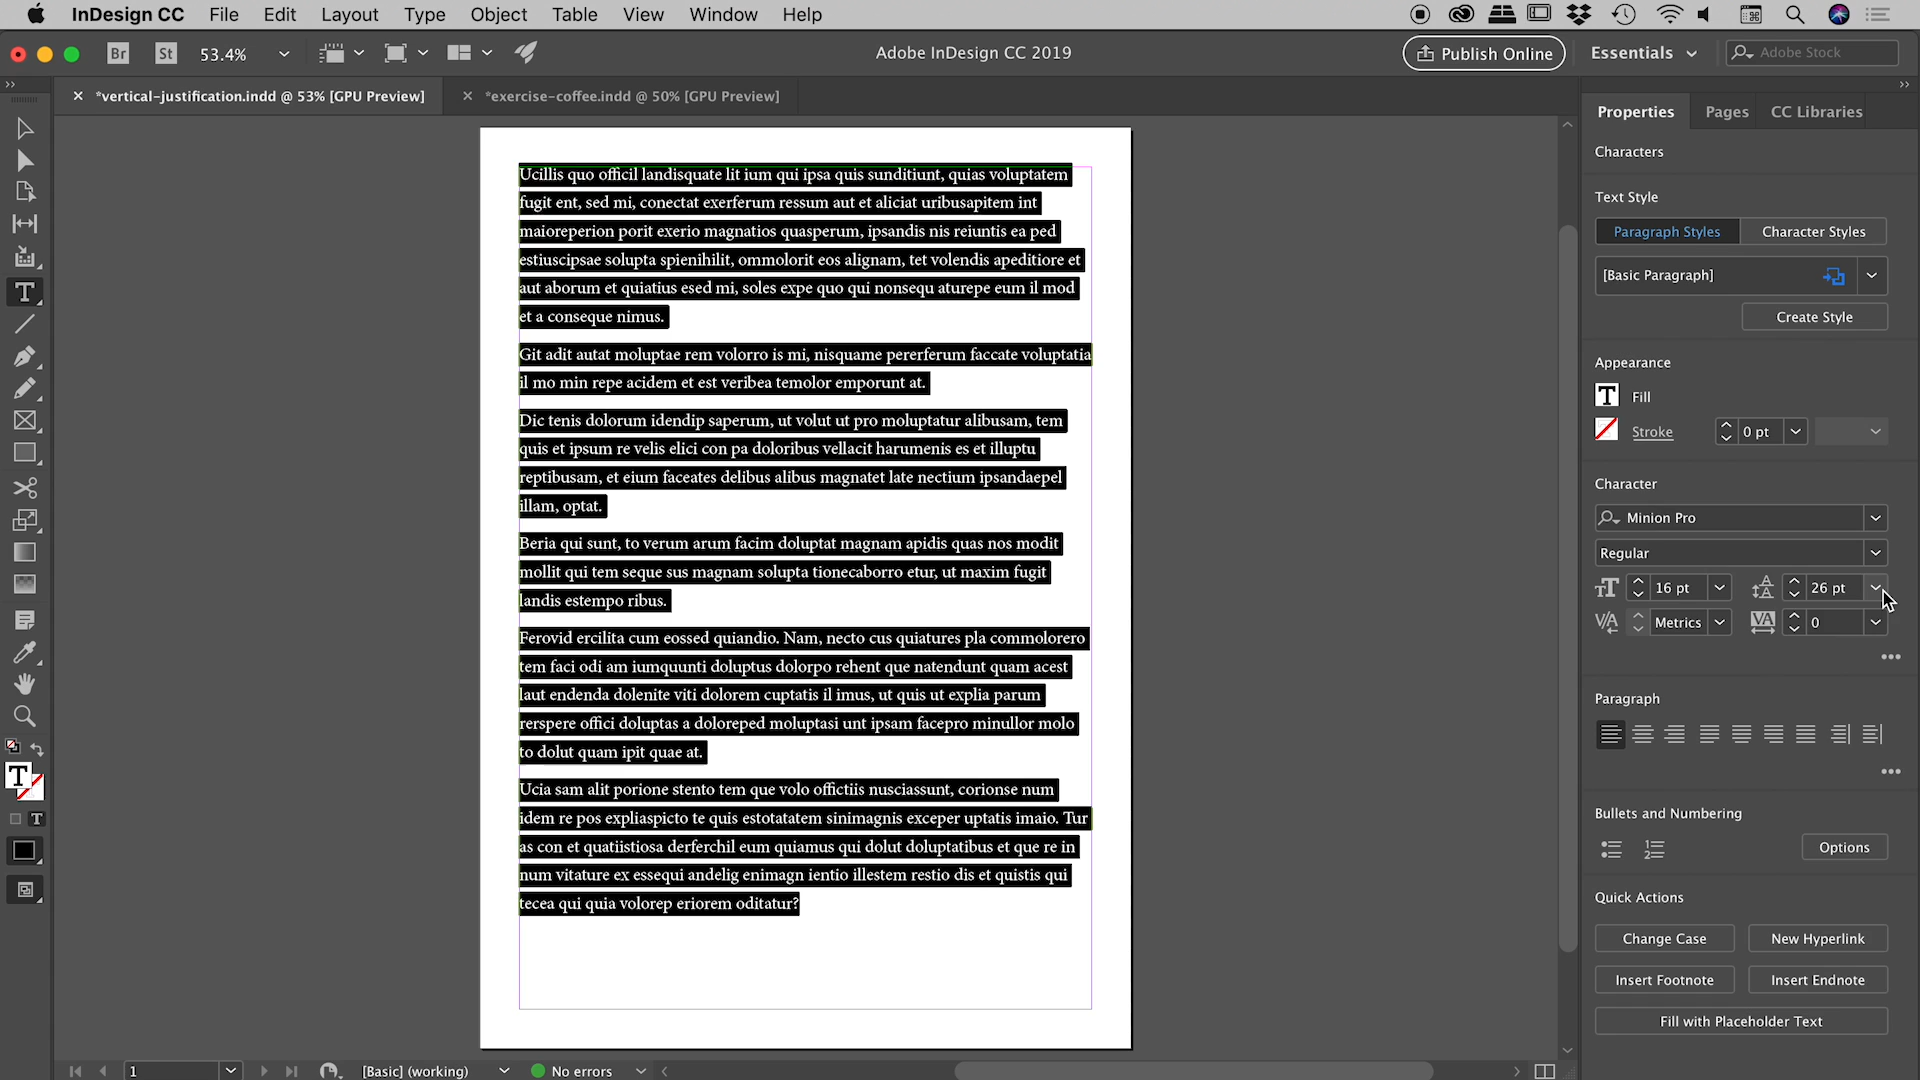 InDesign CC File Edit Layout Type Object Table View Window Help
Br St 53.4% Adobe InDesign CC 2019 Publish Online Essentials Adobe Stock
*vertical-justification.indd @ 53% [GPU Preview] *exercise-coffee.indd @ 50% [GPU Preview]
Ucillis quo officil landisquate lit ium qui ipsa quis sunditiunt, quias voluptatem
fugit ent, sed mi, conectat exerferum ressum aut et aliciat uribusapitem int
maioreperion porit exerio magnatios quasperum, ipsandis nis reiuntis ea ped
estiuscipsae solupta spienihilit, ommolorit eos alignam, tet volendis apeditiore et
aut aborum et quiatius esed mi, soles expe quo qui nonsequ aturepe eum il mod
et a conseque nimus.
Git adit autat moluptae rem volorro is mi, nisquame pererferum faccate voluptatia
il mo min repe acidem et est veribea temolor emporunt at.
Dic tenis dolorum idendip saperum, ut volut ut pro moluptatur alibusam, tem
quis et ipsum re velis elici con pa doloribus vellacit harumenis es et illuptu
reptibusam, et eium faceates delibus alibus magnatet late nectium ipsandaepel
illam, optat.
Beria qui sunt, to verum arum facim doluptat magnam apidis quas nos modit
mollit qui tem seque sus magnam solupta tionecaborro etur, ut maxim fugit
landis estempo ribus.
Ferovid ercilita cum eossed quiandio. Nam, necto cus quiatures pla commolorero
tem faci odi am iumquunti doluptus dolorpo rehent que natendunt quam acest
laut endenda dolenite viti dolorem cuptatis il imus, ut quis ut explia parum
rerspere offici doluptas a doloreped moluptasi unt ipsam facepro minullor molo
to dolut quam ipit quae at.
Ucia sam alit porione stento tem que volo offictiis nusciassunt, corionse num
idem re pos expliaspicto te quis estotatatem sinimagnis exceper uptatis imaio. Tur
as con et quatiistiosa derferchil eum quiamus qui dolut doluptatibus et que re in
num vitature ex essequi andelig enimagn ientio illestem restio dis et quistis qui
tecea qui quia volorep eriorem oditatur?
Properties Pages CC Libraries
Characters
Text Style
Paragraph Styles Character Styles
[Basic Paragraph]
Create Style
Appearance
T Fill
Stroke 0 pt
Character
Minion Pro
Regular
16 pt 26 pt
Metrics 0
Paragraph
Bullets and Numbering
Options
Quick Actions
Change Case New Hyperlink
Insert Footnote Insert Endnote
Fill with Placeholder Text
1 [Basic] (working) No errors